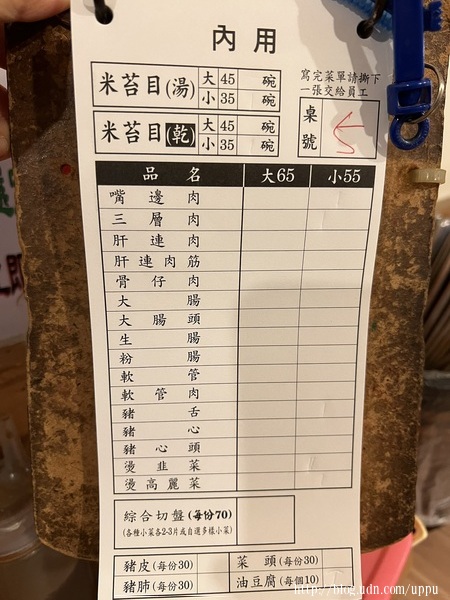 內用
寫完菜單請撕下
一張交給員工
米苔目(湯) 大 45 碗
小 35 碗
米苔目(乾) 大 45 碗
小 35 碗
桌號
品名 大65 小55
嘴邊肉
三層肉
肝連肉
肝連肉筋
骨仔肉
大腸
大腸頭
生腸
粉腸
軟管
軟管肉
豬舌
豬心
豬心頭
燙韭菜
燙高麗菜
綜合切盤(每份70)
(各種小菜各2-3片或自選多樣小菜)
豬皮(每份30) 菜頭(每份30)
豬肺(每份30) 油豆腐(每個10)
http://blog.udn.com/uppu